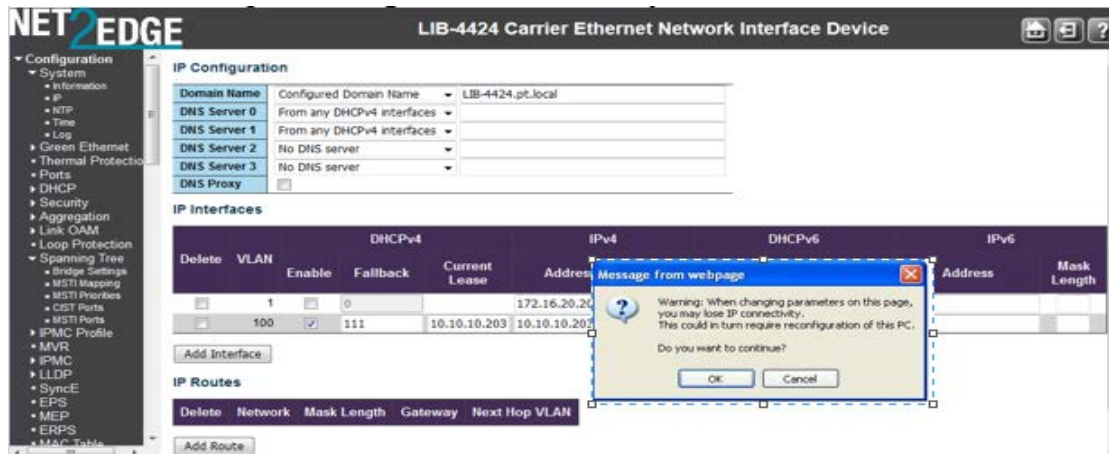 NET2EDGE
LIB-4424 Carrier Ethernet Network Interface Device
?
Configuration
System
Information
IP
NTP
Time
Log
Green Ethernet
Thermal Protectio
Ports
DHCP
Security
Aggregation
Link OAM
Loop Protection
Spanning Tree
Bridge Settings
MSTI Mapping
MSTI Priorities
CIST Ports
MSTI Ports
IPMC Profile
MVR
IPMC
LLDP
SyncE
EPS
MEP
ERPS
MAC Table
IP Configuration
Domain Name Configured Domain Name LIB-4424.pt.local
DNS Server 0 From any DHCPv4 interfaces
DNS Server 1 From any DHCPv4 interfaces
DNS Server 2 No DNS server
DNS Server 3 No DNS server
DNS Proxy
IP Interfaces
DHCPv4 IPv4 DHCPv6 IPv6
Delete VLAN Enable Fallback Current Lease Addres Address Mask Length
1 0 172.16.20.20
100 111 10.10.10.203 10.10.10.203
Add Interface
Message from webpage
Warning: When changing parameters on this page,
you may lose IP connectivity.
This could in turn require reconfiguration of this PC.
Do you want to continue?
OK Cancel
IP Routes
Delete Network Mask Length Gateway Next Hop VLAN
Add Route